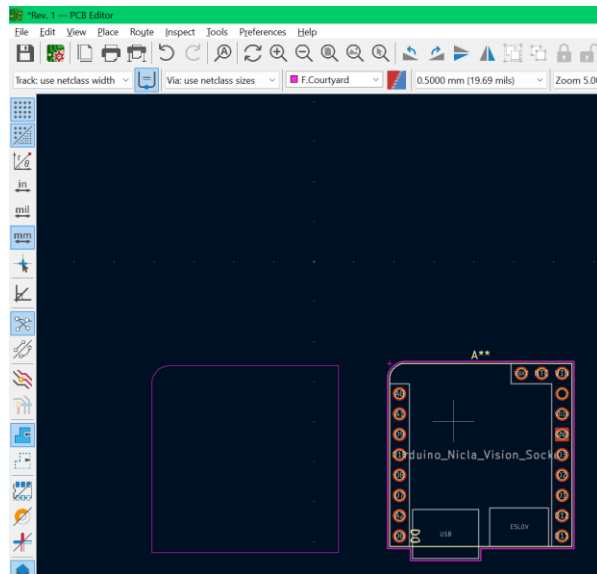 *Rev. 1 — PCB Editor
File Edit View Place Route Inspect Tools Preferences Help
Track: use netclass width Via: use netclass sizes F.Courtyard 0.5000 mm (19.69 mils) Zoom 5.0
in
mil
mm
A**
duino_Nicla_Vision_Socke
USB
ESLOV